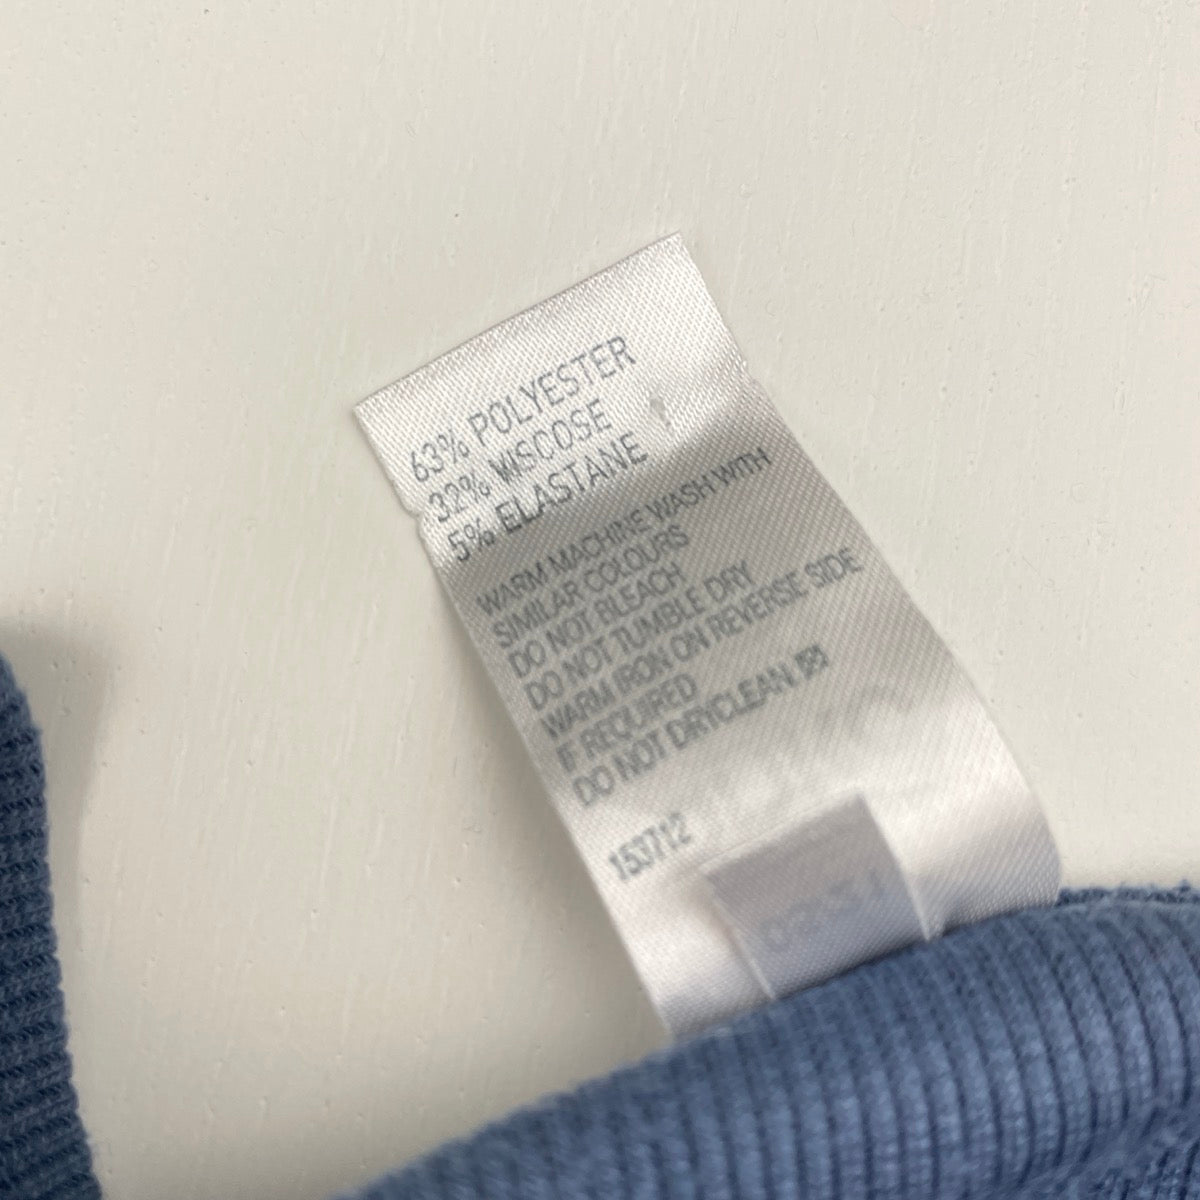 63% POLYESTER
32% VISCOSE
5% ELASTANE
WARM MACHINE WASH WITH
SIMILAR COLOURS
DO NOT BLEACH
DO NOT TUMBLE DRY
WARM IRON ON REVERSE SIDE
IF REQUIRED
DO NOT DRYCLEAN
153712